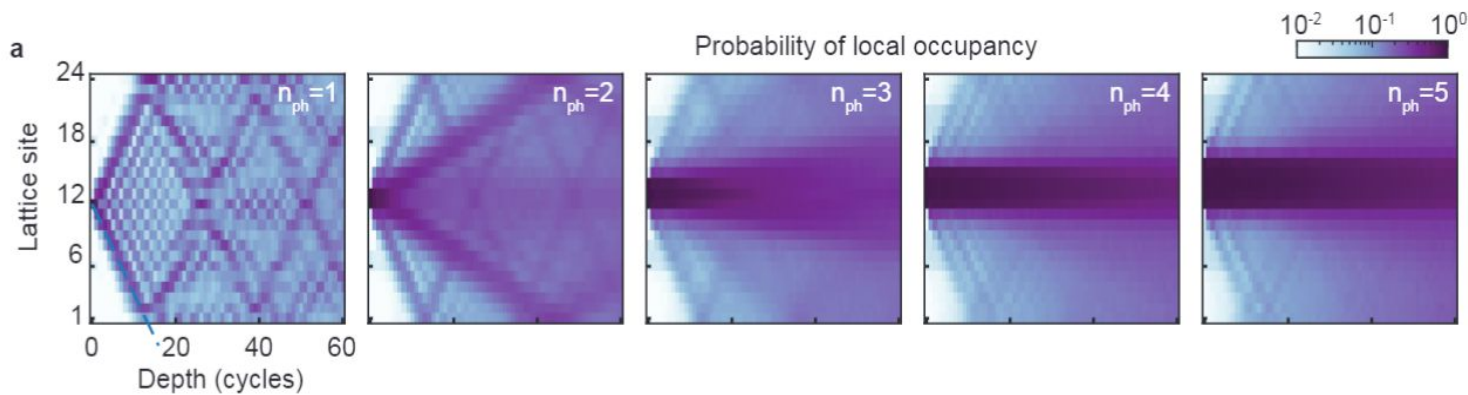 10⁻² 10⁻¹ 10⁰
a Probability of local occupancy
Lattice site
24
18
12
6
1
nph=1
nph=2
nph=3
nph=4
nph=5
0 20 40 60
Depth (cycles)